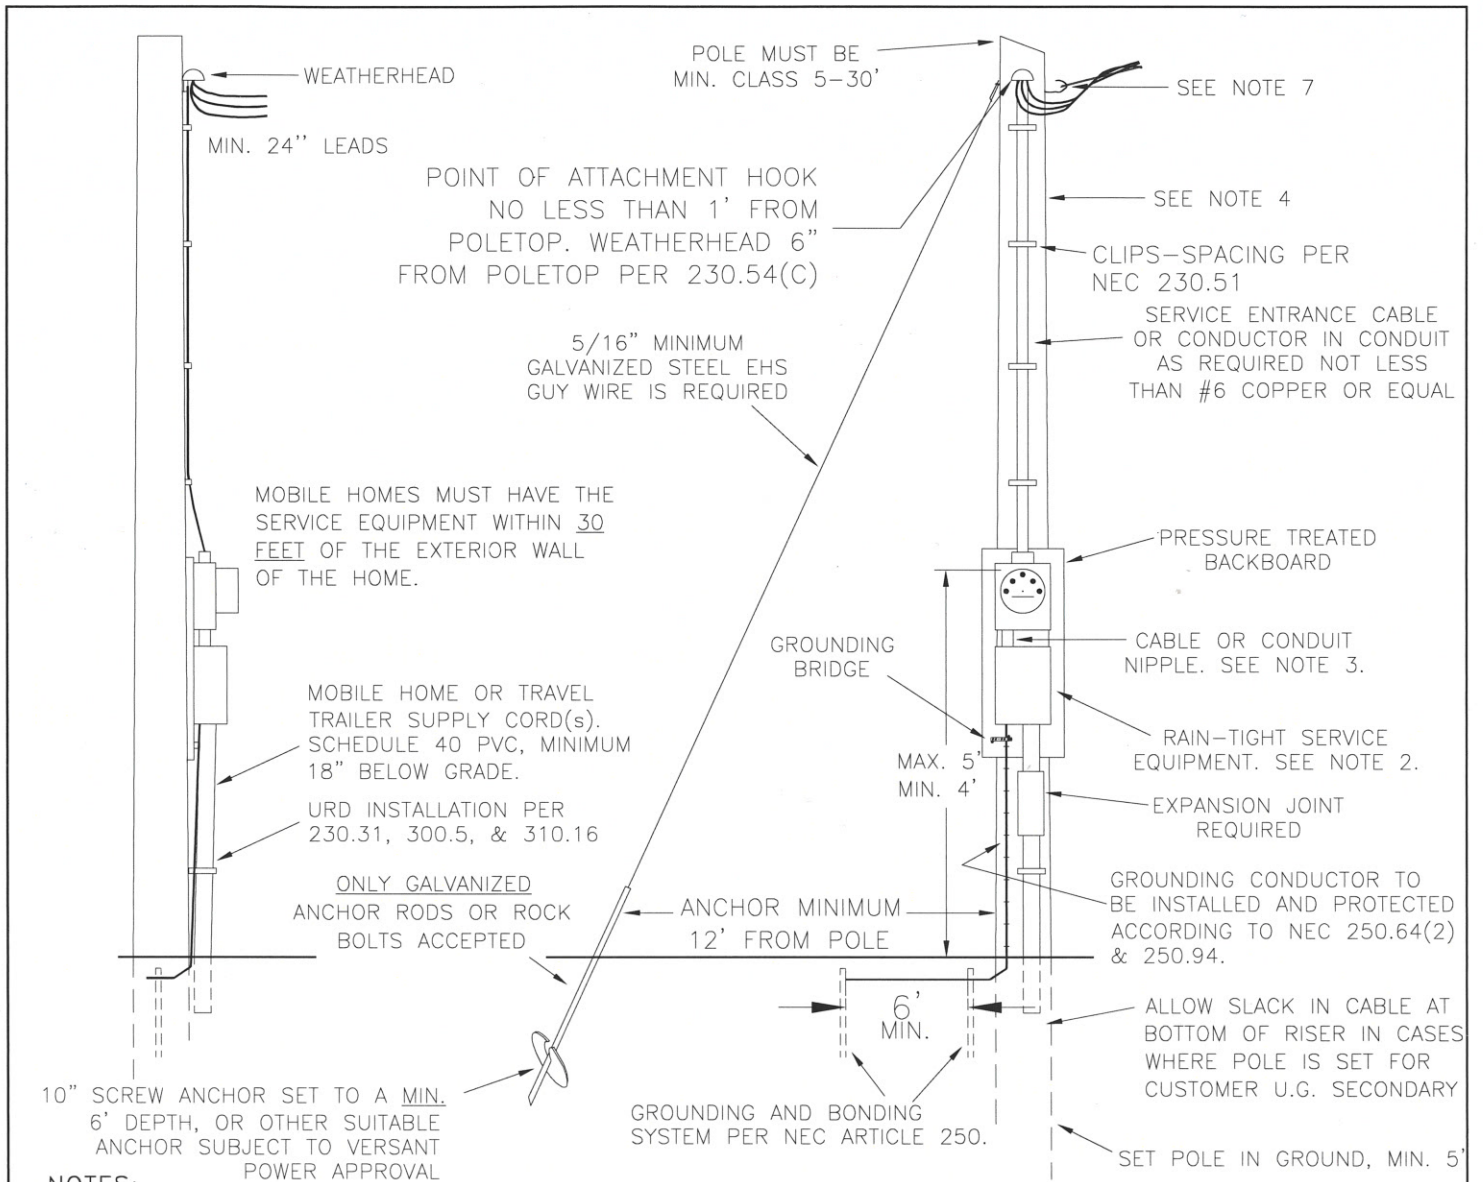 WEATHERHEAD
MIN. 24'' LEADS
POLE MUST BE
MIN. CLASS 5-30'
SEE NOTE 7
POINT OF ATTACHMENT HOOK
NO LESS THAN 1' FROM
POLETOP. WEATHERHEAD 6"
FROM POLETOP PER 230.54(C)
SEE NOTE 4
CLIPS-SPACING PER
NEC 230.51
SERVICE ENTRANCE CABLE
OR CONDUCTOR IN CONDUIT
AS REQUIRED NOT LESS
THAN #6 COPPER OR EQUAL
5/16" MINIMUM
GALVANIZED STEEL EHS
GUY WIRE IS REQUIRED
MOBILE HOMES MUST HAVE THE
SERVICE EQUIPMENT WITHIN 30
FEET OF THE EXTERIOR WALL
OF THE HOME.
PRESSURE TREATED
BACKBOARD
GROUNDING
BRIDGE
CABLE OR CONDUIT
NIPPLE. SEE NOTE 3.
MOBILE HOME OR TRAVEL
TRAILER SUPPLY CORD(s).
SCHEDULE 40 PVC, MINIMUM
18" BELOW GRADE.
MAX. 5'
MIN. 4'
RAIN-TIGHT SERVICE
EQUIPMENT. SEE NOTE 2.
EXPANSION JOINT
REQUIRED
URD INSTALLATION PER
230.31, 300.5, & 310.16
ONLY GALVANIZED
ANCHOR RODS OR ROCK
BOLTS ACCEPTED
ANCHOR MINIMUM
12' FROM POLE
GROUNDING CONDUCTOR TO
BE INSTALLED AND PROTECTED
ACCORDING TO NEC 250.64(2)
& 250.94.
6'
MIN.
ALLOW SLACK IN CABLE AT
BOTTOM OF RISER IN CASES
WHERE POLE IS SET FOR
CUSTOMER U.G. SECONDARY
10" SCREW ANCHOR SET TO A MIN.
6' DEPTH, OR OTHER SUITABLE
ANCHOR SUBJECT TO VERSANT
POWER APPROVAL
GROUNDING AND BONDING
SYSTEM PER NEC ARTICLE 250.
SET POLE IN GROUND, MIN. 5'
NOTES: